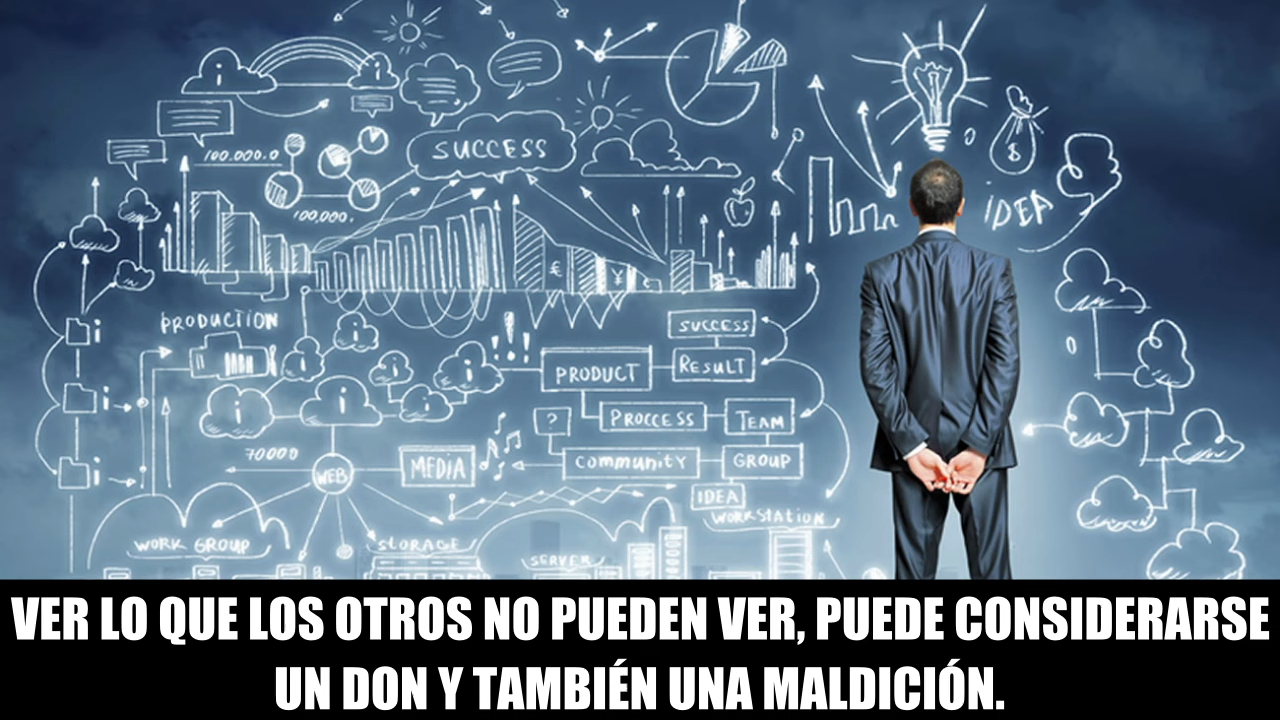 SUCCESS
100.000.0
100,000.
IDEA
PRODUCTION
SUCCESS
PRODUCT
RESULT
PROCCESS
TEAM
?
70000
WEB
MEDIA
COMMUNITY
GROUP
IDEA
WORKSTATION
WORK GROUP
STORAGE
SERVER
VER LO QUE LOS OTROS NO PUEDEN VER, PUEDE CONSIDERARSE
UN DON Y TAMBIÉN UNA MALDICIÓN.